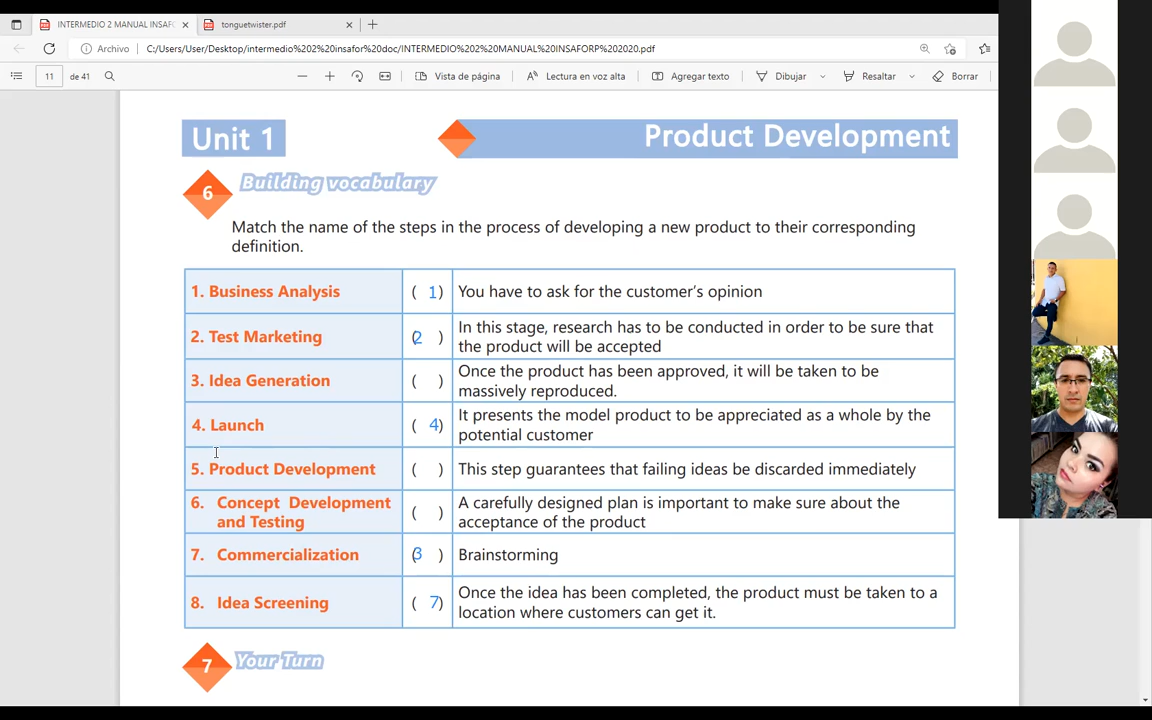 INTERMEDIO 2 MANUAL INSAFO
tonguetwister.pdf
Archivo
C:/Users/User/Desktop/intermedio%202%20insafor%20doc/INTERMEDIO%202%20MANUAL%20INSAFORP%202020.pdf
11 de 41
Vista de página
Lectura en voz alta
Agregar texto
Dibujar
Resaltar
Borrar
Unit 1
Product Development
6 Building vocabulary
Match the name of the steps in the process of developing a new product to their corresponding
definition.
1. Business Analysis ( 1) You have to ask for the customer's opinion
2. Test Marketing (2 ) In this stage, research has to be conducted in order to be sure that
the product will be accepted
3. Idea Generation ( ) Once the product has been approved, it will be taken to be
massively reproduced.
4. Launch ( 4) It presents the model product to be appreciated as a whole by the
potential customer
5. Product Development ( ) This step guarantees that failing ideas be discarded immediately
6. Concept Development
and Testing ( ) A carefully designed plan is important to make sure about the
acceptance of the product
7. Commercialization (3 ) Brainstorming
8. Idea Screening ( 7) Once the idea has been completed, the product must be taken to a
location where customers can get it.
7 Your Turn